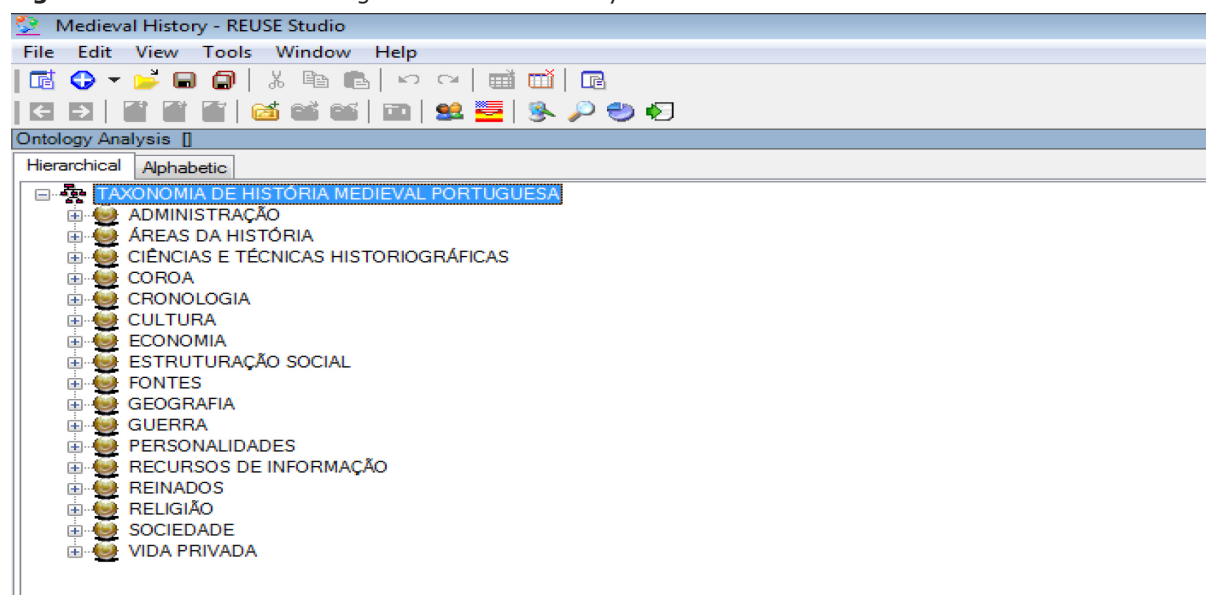 Medieval History - REUSE Studio
File Edit View Tools Window Help
Ontology Analysis []
Hierarchical Alphabetic
TAXONOMIA DE HISTÓRIA MEDIEVAL PORTUGUESA
ADMINISTRAÇÃO
ÁREAS DA HISTÓRIA
CIÊNCIAS E TÉCNICAS HISTORIOGRÁFICAS
COROA
CRONOLOGIA
CULTURA
ECONOMIA
ESTRUTURAÇÃO SOCIAL
FONTES
GEOGRAFIA
GUERRA
PERSONALIDADES
RECURSOS DE INFORMAÇÃO
REINADOS
RELIGIÃO
SOCIEDADE
VIDA PRIVADA